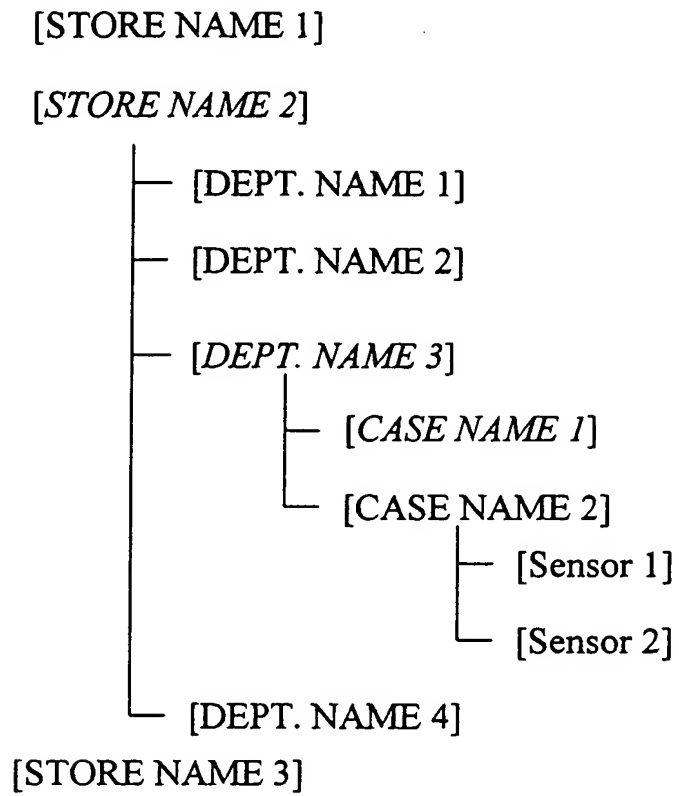 [STORE NAME 1]
[STORE NAME 2]
[DEPT. NAME 1]
[DEPT. NAME 2]
[DEPT. NAME 3]
[CASE NAME 1]
[CASE NAME 2]
[Sensor 1]
[Sensor 2]
[DEPT. NAME 4]
[STORE NAME 3]